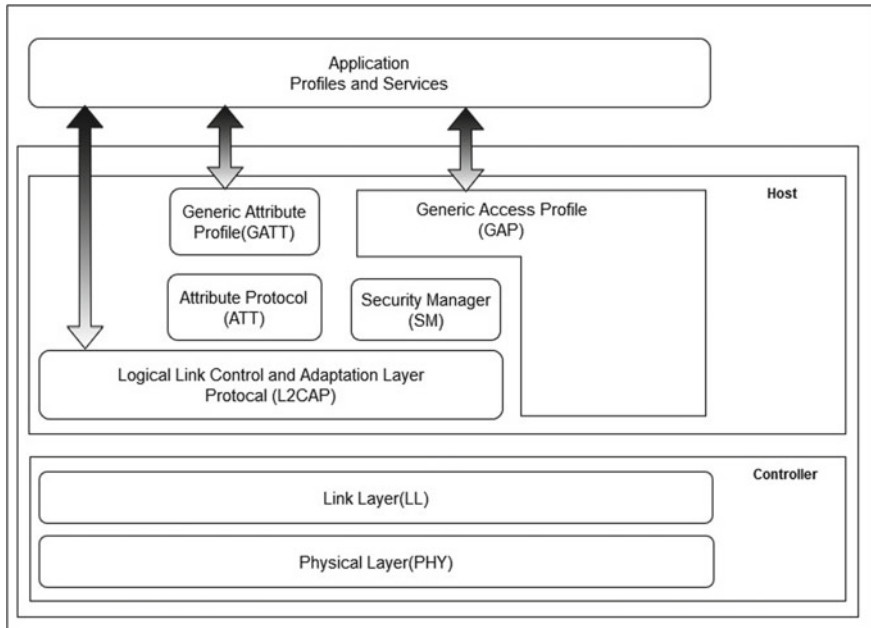 Application
Profiles and Services
Host
Generic Attribute
Profile(GATT)
Generic Access Profile
(GAP)
Attribute Protocol
(ATT)
Security Manager
(SM)
Logical Link Control and Adaptation Layer
Protocal (L2CAP)
Controller
Link Layer(LL)
Physical Layer(PHY)